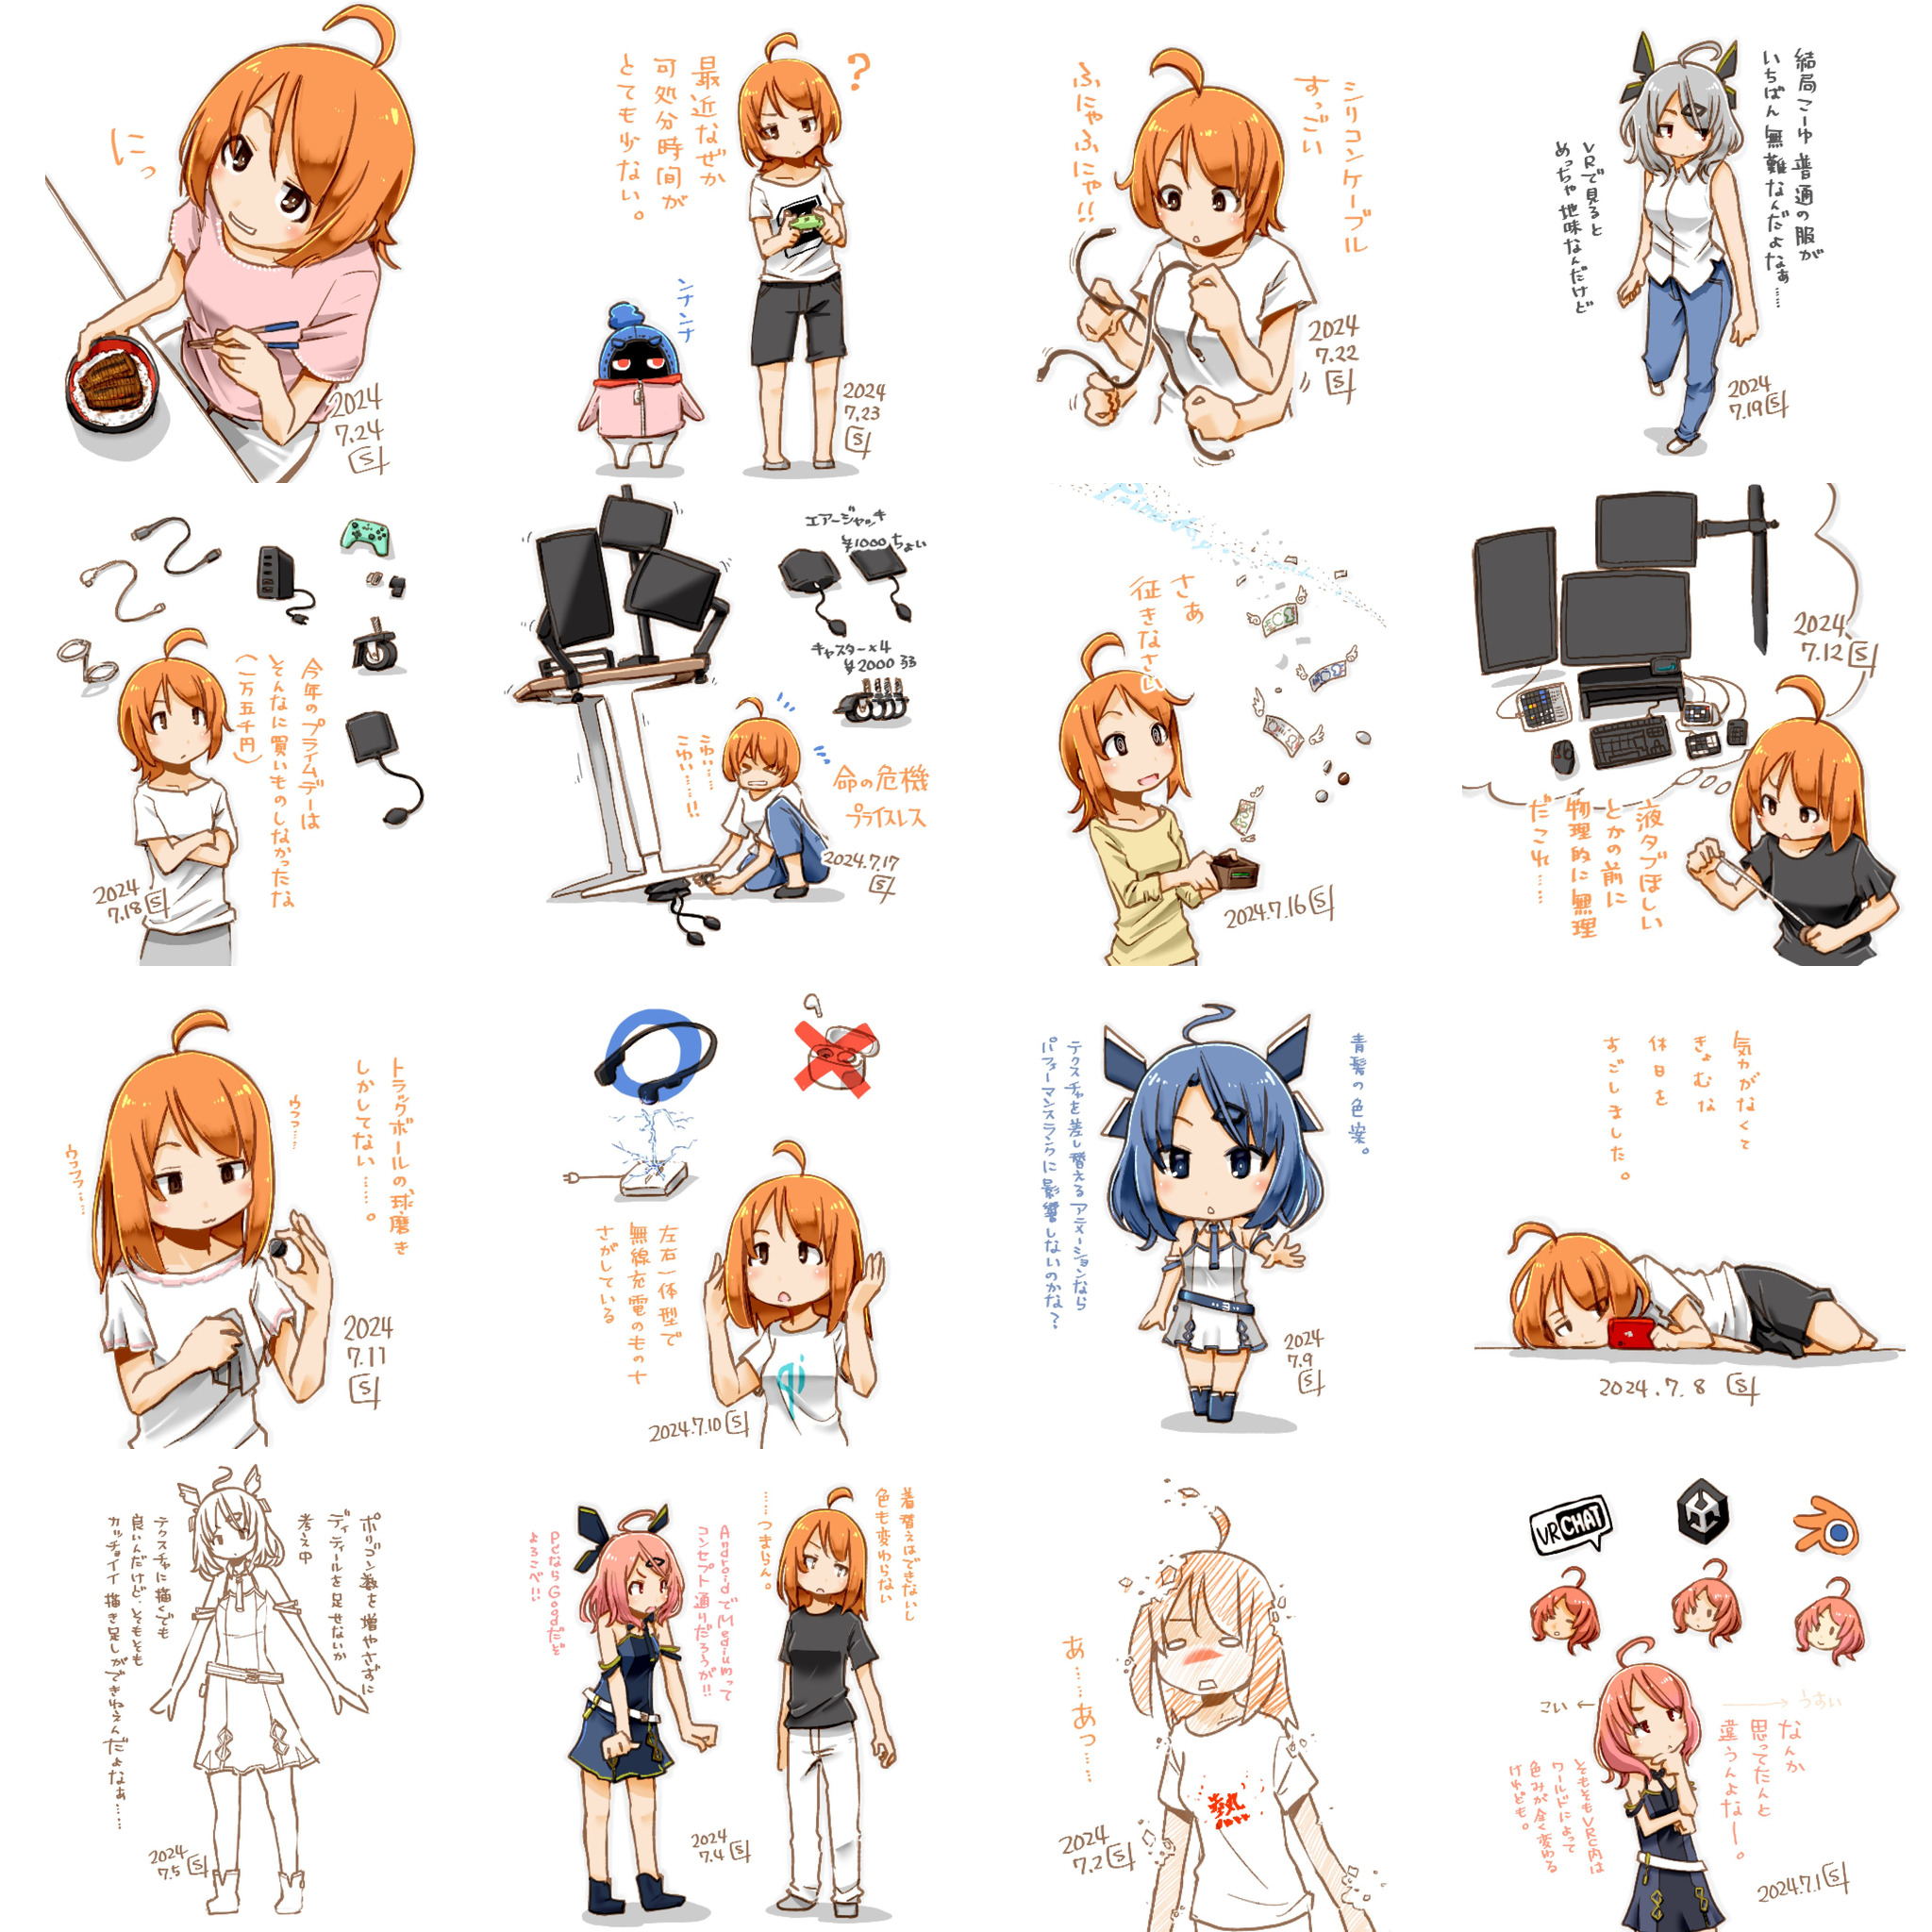 にっ
2024
7.24
最近なぜか
可処分時間が
とても少ない。
?
ンナンナ
2024
7.23
シリコンケーブル
すっごい
ふにゃふにゃ!!
2024
7.22
結局こーゆ普通の服が
いちばん無難なんだよなぁ……
VRで見ると
めっちゃ地味なんだけど
2024
7.19
今年のプライムデーは
そんなに買いものしなかったな
(一万五千円)
2024
7.18
エアージャッキ
¥1000ちょい
キャスター×4
¥2000弱
こわい……
こわい……!!
命の危機
プライスレス
2024.7.17
さぁ
征きなさい
2024.7.16
2024
7.12
液タブほしい
とかの前に
物理的に無理
だこれ……
トラックボールの球磨き
しかしてない……。
ウフフ……
ウフフ……
2024
7.11
左右一体型で
無線充電のもの+
さがしている
qi
2024.7.10
青髪の色案。
テクスチャを差し替えるアニメーションなら
パフォーマンスランクに影響しないのかな?
2024
7.9
気力がなくて
きょむな
休日を
すごしました。
2024.7.8
ポリゴン数を増やさずに
ディティールを足せないか
考え中
テクスチャに描くでも
良いんだけど、そもそも
カッチョイイ描き足しができねぇんだよなぁ……
2024
7.5
着替えはできないし
色も変わらない
……つまらん。
AndroidでMediumって
コンセプト通りだろうが!!
PCならGoodだぞ
よろこべ!!
2024
7.4
あ……あっ……
熱
2024
7.2
VRCHAT
こい ←
→ うすい
なんか
思ってたんと
違うんよなー。
そもそもVRC内は
ワールドによって
色みが全く変わる
けれども。
2024.7.1